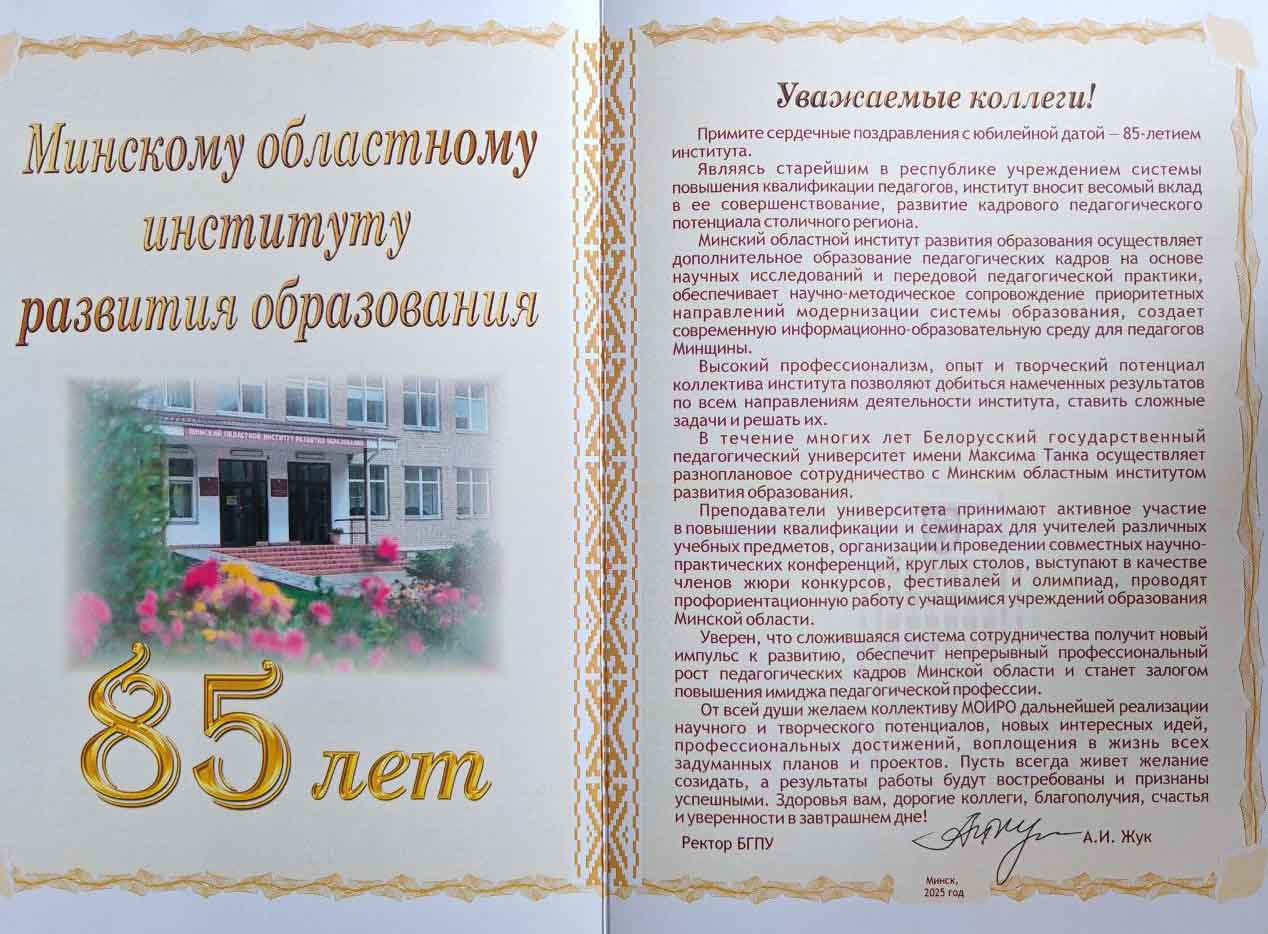 Минскому областному
институту
развития образования
МИНСКИЙ ОБЛАСТНОЙ ИНСТИТУТ РАЗВИТИЯ ОБРАЗОВАНИЯ
85 лет
Уважаемые коллеги!
Примите сердечные поздравления с юбилейной датой – 85-летием
института.
Являясь старейшим в республике учреждением системы
повышения квалификации педагогов, институт вносит весомый вклад
в ее совершенствование, развитие кадрового педагогического
потенциала столичного региона.
Минский областной институт развития образования осуществляет
дополнительное образование педагогических кадров на основе
научных исследований и передовой педагогической практики,
обеспечивает научно-методическое сопровождение приоритетных
направлений модернизации системы образования, создает
современную информационно-образовательную среду для педагогов
Минщины.
Высокий профессионализм, опыт и творческий потенциал
коллектива института позволяют добиться намеченных результатов
по всем направлениям деятельности института, ставить сложные
задачи и решать их.
В течение многих лет Белорусский государственный
педагогический университет имени Максима Танка осуществляет
разноплановое сотрудничество с Минским областным институтом
развития образования.
Преподаватели университета принимают активное участие
в повышении квалификации и семинарах для учителей различных
учебных предметов, организации и проведении совместных научно-
практических конференций, круглых столов, выступают в качестве
членов жюри конкурсов, фестивалей и олимпиад, проводят
профориентационную работу с учащимися учреждений образования
Минской области.
Уверен, что сложившаяся система сотрудничества получит новый
импульс к развитию, обеспечит непрерывный профессиональный
рост педагогических кадров Минской области и станет залогом
повышения имиджа педагогической профессии.
От всей души желаем коллективу МОИРО дальнейшей реализации
научного и творческого потенциалов, новых интересных идей,
профессиональных достижений, воплощения в жизнь всех
задуманных планов и проектов. Пусть всегда живет желание
созидать, а результаты работы будут востребованы и признаны
успешными. Здоровья вам, дорогие коллеги, благополучия, счастья
и уверенности в завтрашнем дне!
Ректор БГПУ А.И. Жук
Минск,
2025 год